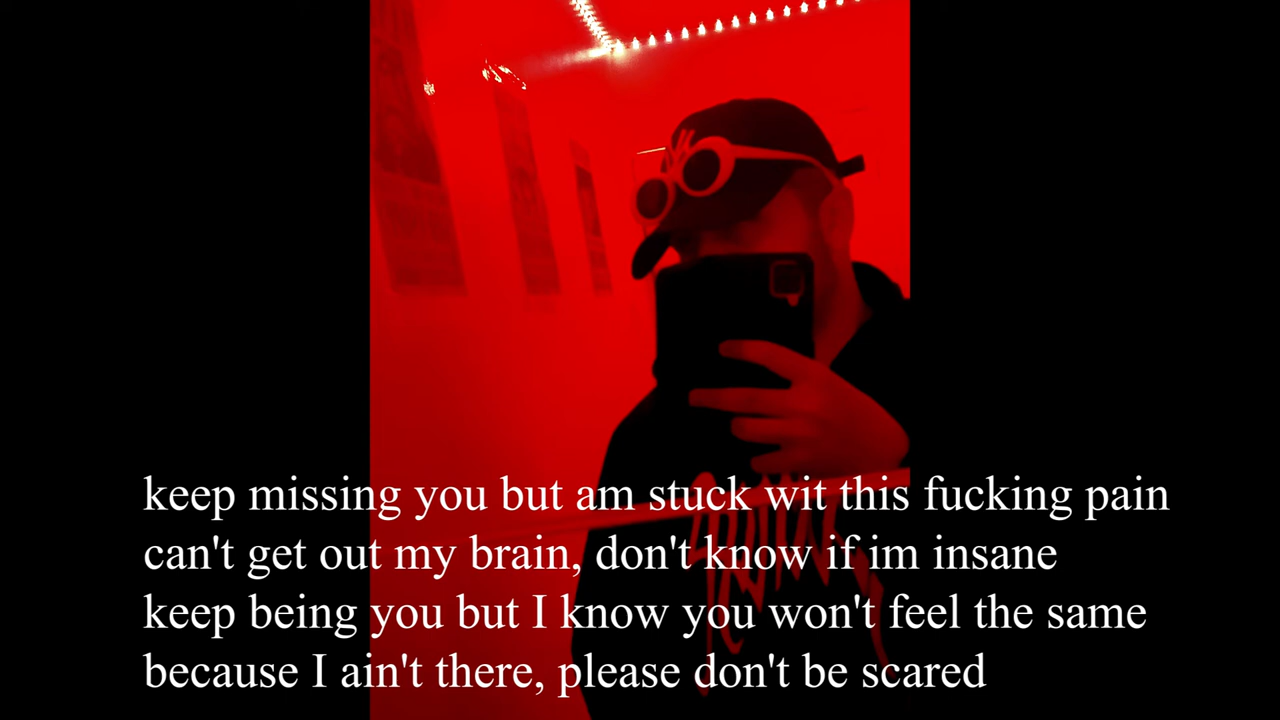 keep missing you but am stuck wit this fucking pain
can't get out my brain, don't know if im insane
keep being you but I know you won't feel the same
because I ain't there, please don't be scared